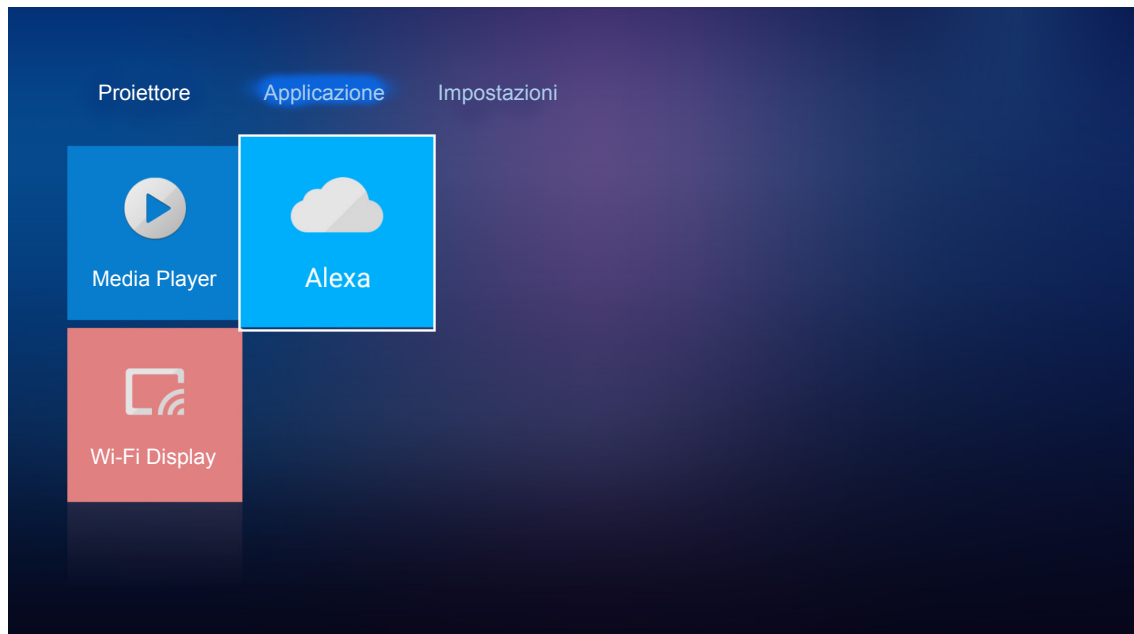 Proiettore Applicazione Impostazioni
Media Player Alexa
Wi-Fi Display